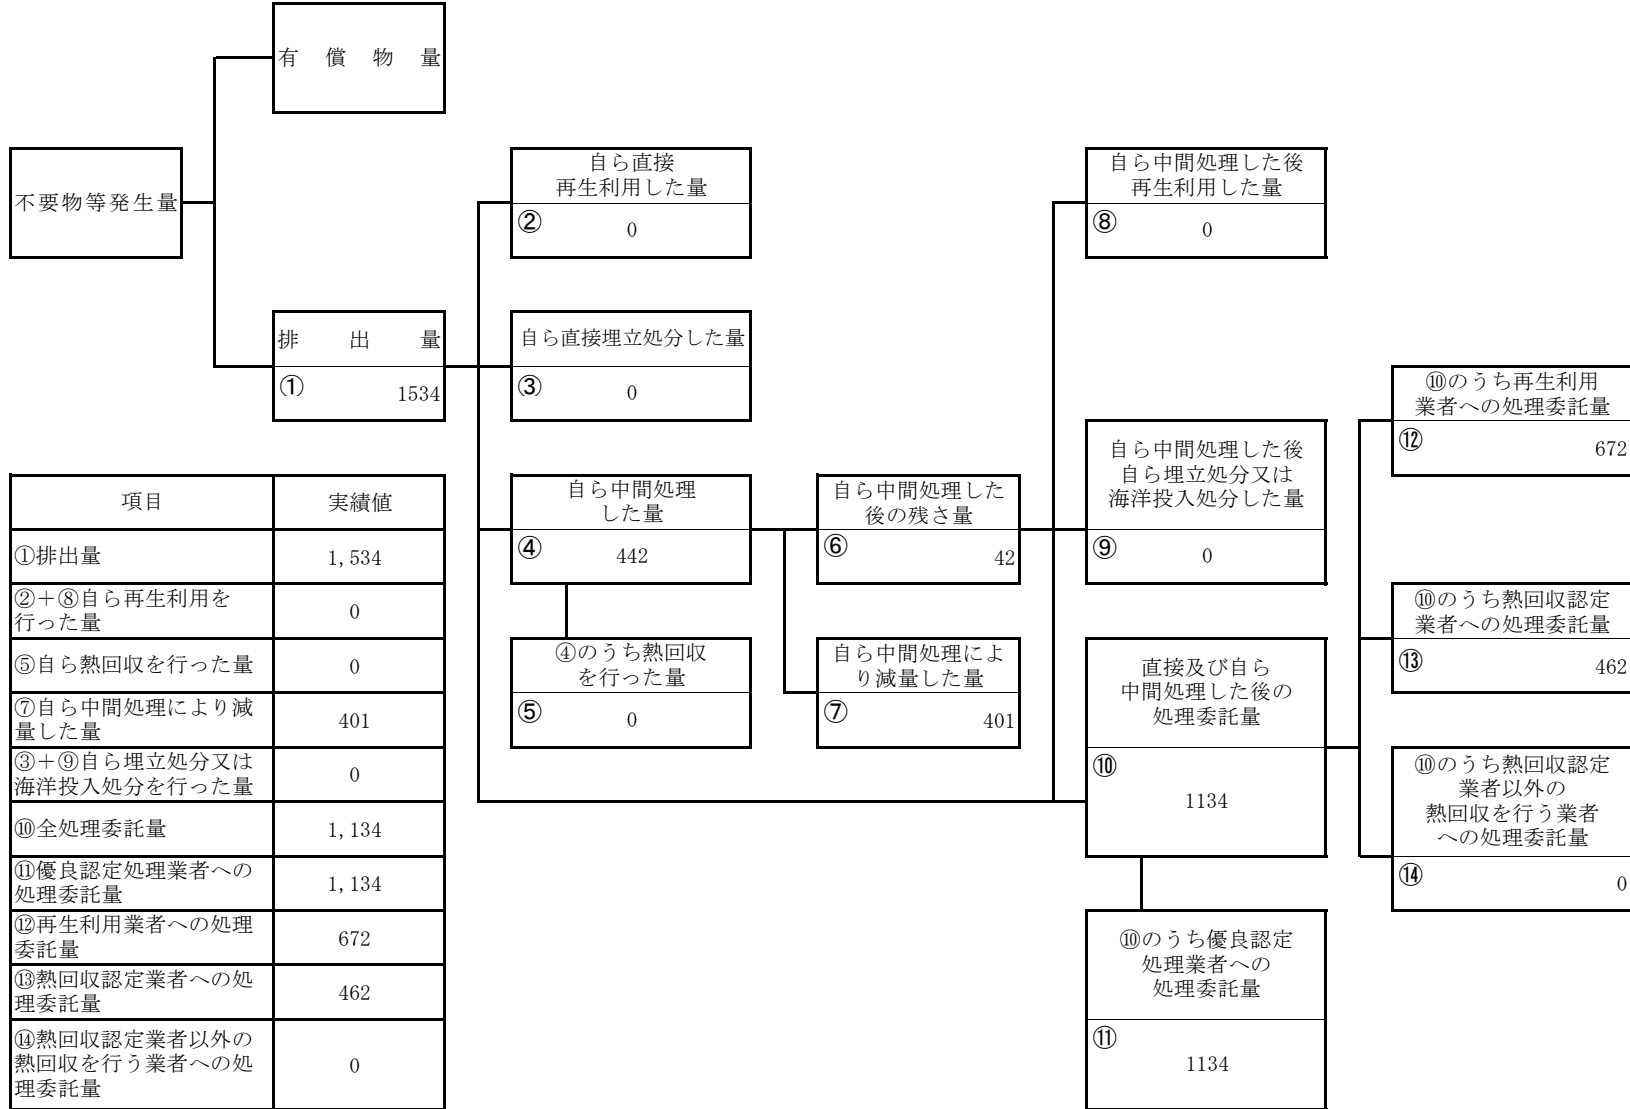 有償物量
不要物等発生量
排出量
①
1534
自ら直接
再生利用した量
②
0
自ら直接埋立処分した量
③
0
自ら中間処理
した量
④
442
④のうち熱回収
を行った量
⑤
0
自ら中間処理した
後の残さ量
⑥
42
自ら中間処理によ
り減量した量
⑦
401
自ら中間処理した後
再生利用した量
⑧
0
自ら中間処理した後
自ら埋立処分又は
海洋投入処分した量
⑨
0
直接及び自ら
中間処理した後の
処理委託量
⑩
1134
⑩のうち優良認定
処理業者への
処理委託量
⑪
1134
⑩のうち再生利用
業者への処理委託量
⑫
672
⑩のうち熱回収認定
業者への処理委託量
⑬
462
⑩のうち熱回収認定
業者以外の
熱回収を行う業者
への処理委託量
⑭
0
項目 実績値
①排出量 1,534
②+⑧自ら再生利用を
行った量
0
⑤自ら熱回収を行った量 0
⑦自ら中間処理により減
量した量
401
③+⑨自ら埋立処分又は
海洋投入処分を行った量
0
⑩全処理委託量 1,134
⑪優良認定処理業者への
処理委託量
1,134
⑫再生利用業者への処理
委託量
672
⑬熱回収認定業者への処
理委託量
462
⑭熱回収認定業者以外の
熱回収を行う業者への処
理委託量
0